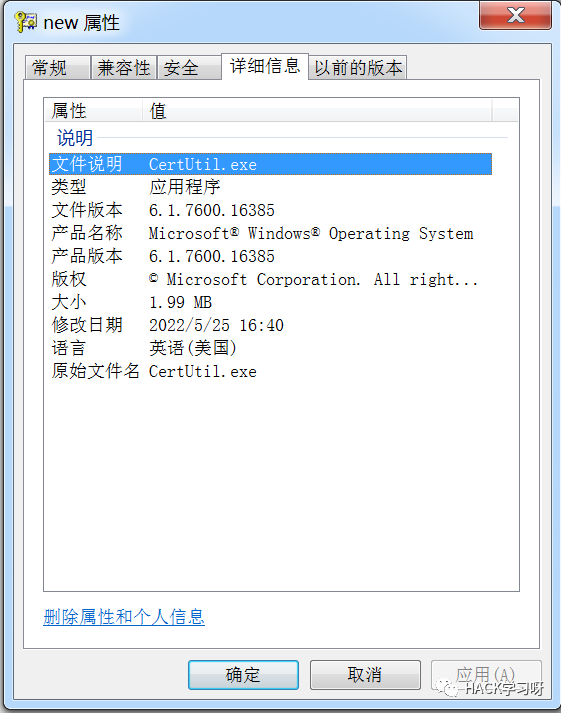 new 属性
常规 兼容性 安全 详细信息 以前的版本
属性 值
说明
文件说明 CertUtil.exe
类型 应用程序
文件版本 6.1.7600.16385
产品名称 Microsoft® Windows® Operating System
产品版本 6.1.7600.16385
版权 © Microsoft Corporation. All right...
大小 1.99 MB
修改日期 2022/5/25 16:40
语言 英语(美国)
原始文件名 CertUtil.exe
删除属性和个人信息
确定 取消 应用(A)
HACK学习呀